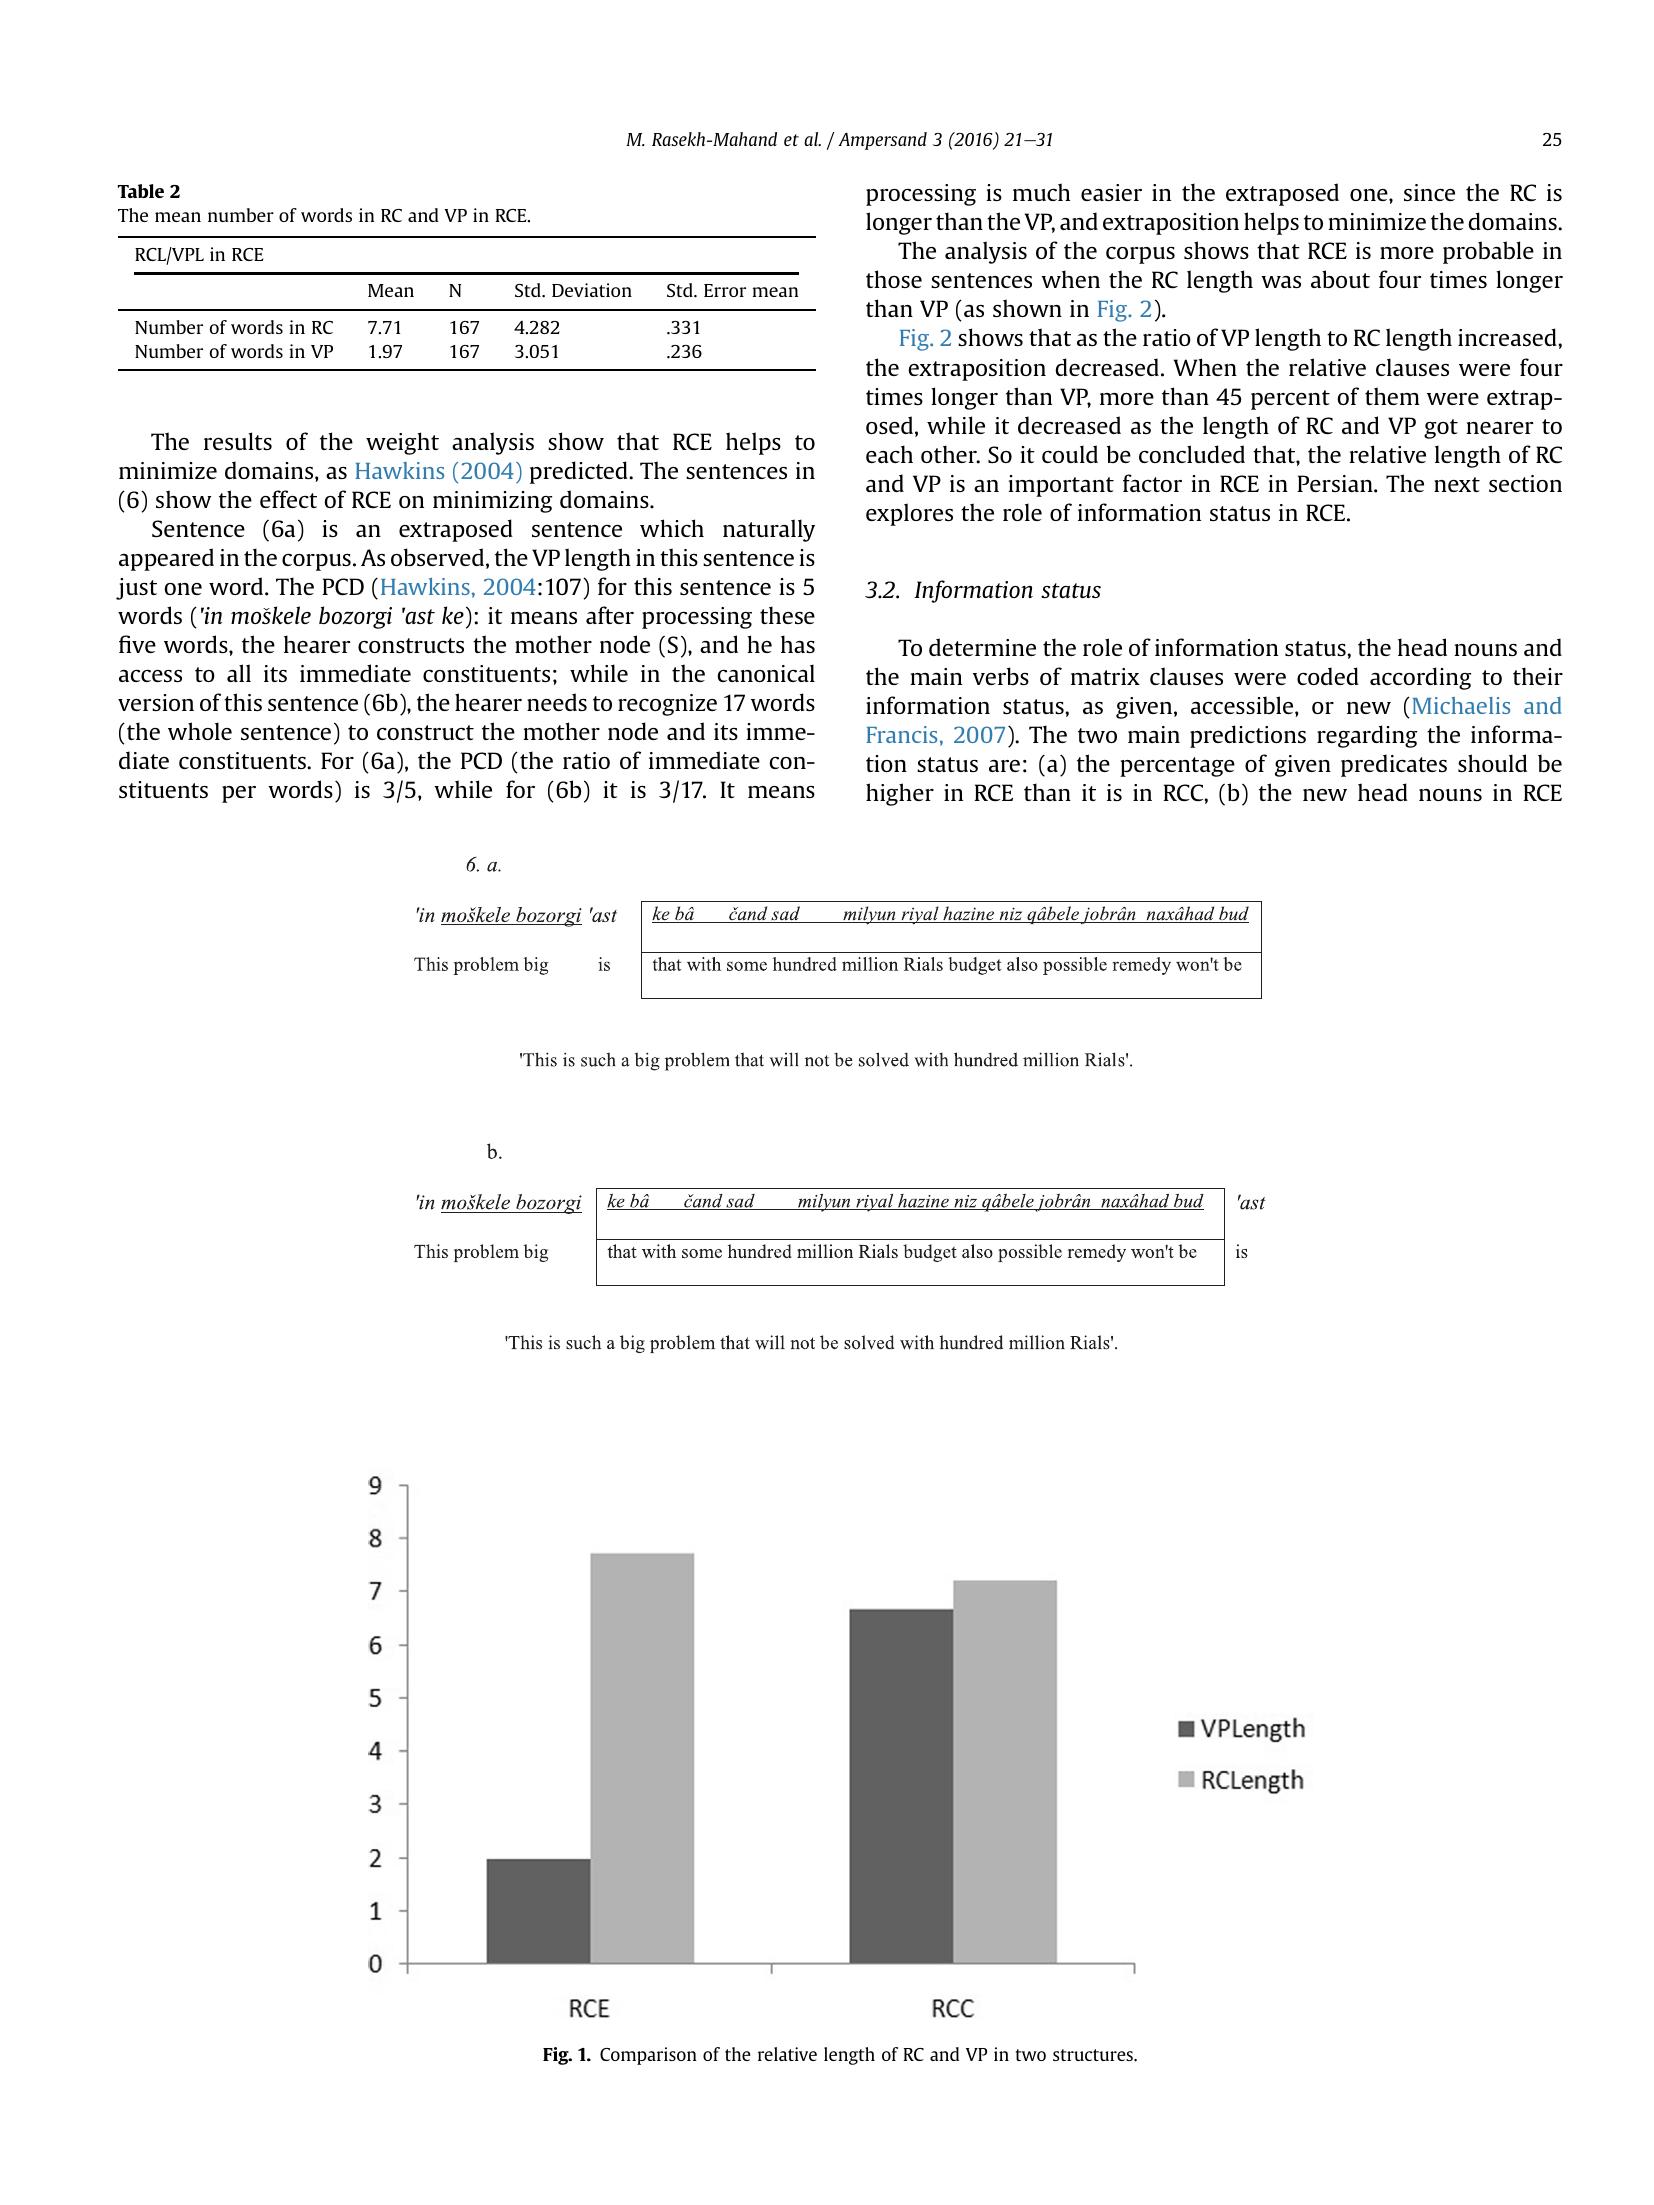 M. Rasekh-Mahand et al. / Ampersand 3 (2016) 21–31
25
Table 2
The mean number of words in RC and VP in RCE.
RCL/VPL in RCE
Mean N Std. Deviation Std. Error mean
Number of words in RC 7.71 167 4.282 .331
Number of words in VP 1.97 167 3.051 .236
The results of the weight analysis show that RCE helps to
minimize domains, as Hawkins (2004) predicted. The sentences in
(6) show the effect of RCE on minimizing domains.
Sentence (6a) is an extraposed sentence which naturally
appeared in the corpus. As observed, the VP length in this sentence is
just one word. The PCD (Hawkins, 2004:107) for this sentence is 5
words ('in moškele bozorgi 'ast ke): it means after processing these
five words, the hearer constructs the mother node (S), and he has
access to all its immediate constituents; while in the canonical
version of this sentence (6b), the hearer needs to recognize 17 words
(the whole sentence) to construct the mother node and its imme-
diate constituents. For (6a), the PCD (the ratio of immediate con-
stituents per words) is 3/5, while for (6b) it is 3/17. It means
processing is much easier in the extraposed one, since the RC is
longer than the VP, and extraposition helps to minimize the domains.
The analysis of the corpus shows that RCE is more probable in
those sentences when the RC length was about four times longer
than VP (as shown in Fig. 2).
Fig. 2 shows that as the ratio of VP length to RC length increased,
the extraposition decreased. When the relative clauses were four
times longer than VP, more than 45 percent of them were extrap-
osed, while it decreased as the length of RC and VP got nearer to
each other. So it could be concluded that, the relative length of RC
and VP is an important factor in RCE in Persian. The next section
explores the role of information status in RCE.
3.2. Information status
To determine the role of information status, the head nouns and
the main verbs of matrix clauses were coded according to their
information status, as given, accessible, or new (Michaelis and
Francis, 2007). The two main predictions regarding the informa-
tion status are: (a) the percentage of given predicates should be
higher in RCE than it is in RCC, (b) the new head nouns in RCE
6. a.
'in moškele bozorgi 'ast ke bâ čand sad milyun riyal hazine niz qâbele jobrân naxâhad bud
This problem big is that with some hundred million Rials budget also possible remedy won't be
'This is such a big problem that will not be solved with hundred million Rials'.
b.
'in moškele bozorgi ke bâ čand sad milyun riyal hazine niz qâbele jobrân naxâhad bud 'ast
This problem big that with some hundred million Rials budget also possible remedy won't be is
'This is such a big problem that will not be solved with hundred million Rials'.
9
8
7
6
5
4
3
2
1
0
RCE RCC
VPLength
RCLength
Fig. 1. Comparison of the relative length of RC and VP in two structures.